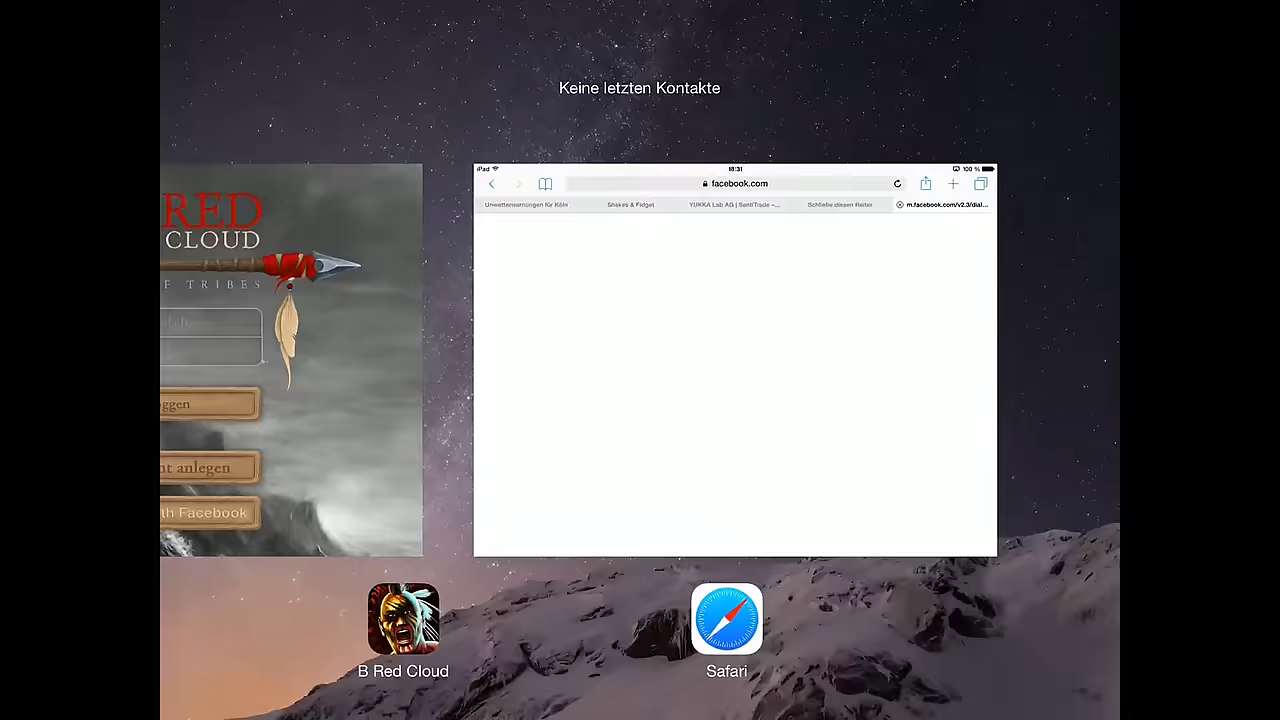 Keine letzten Kontakte
RED
CLOUD
F TRIBES
ggen
nt anlegen
th Facebook
iPad 18:31 100 %
facebook.com
Unwetterwarnungen für Köln Shakes & Fidget YUKKA Lab AG | SentiTrade –... Schließe diesen Reiter m.facebook.com/v2.3/dial...
B Red Cloud Safari